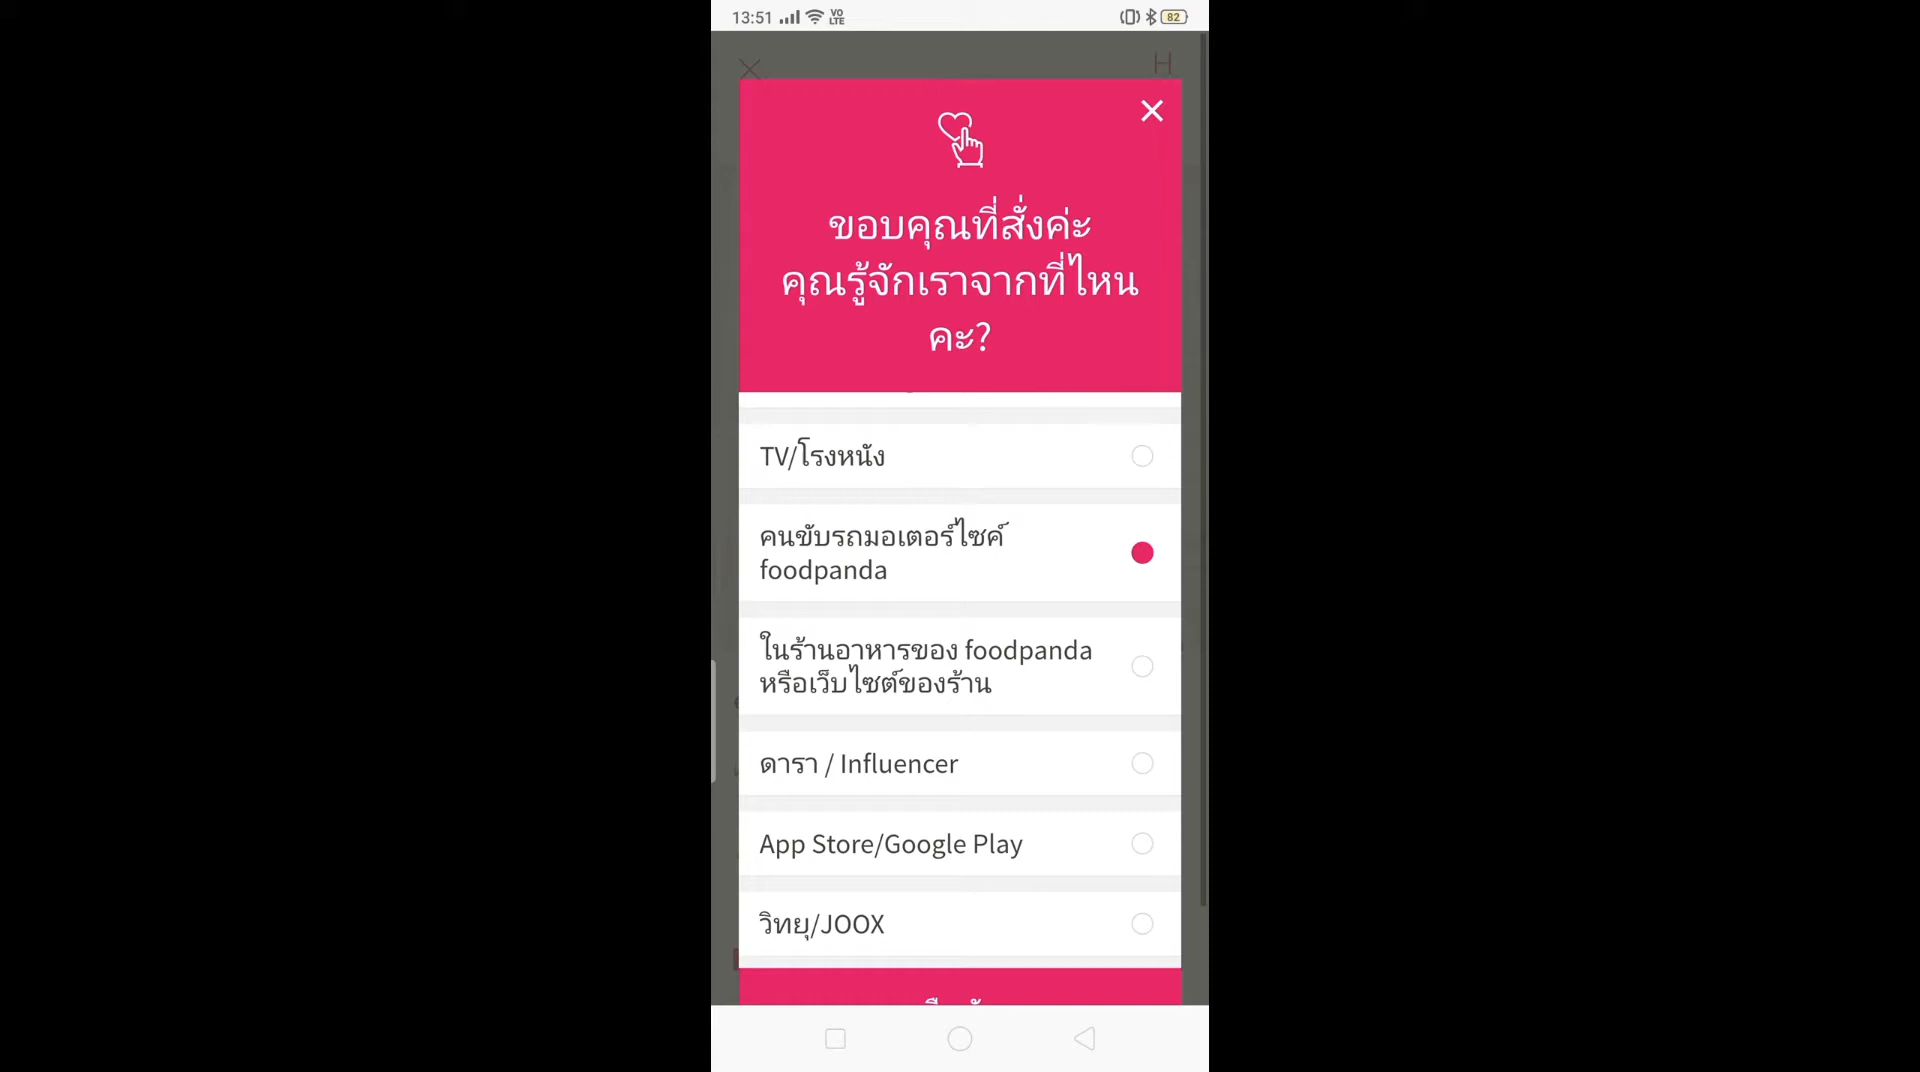 13:51 VO LTE 82
H
ขอบคุณที่สั่งค่ะ
คุณรู้จักเราจากที่ไหน
คะ?
TV/โรงหนัง
คนขับรถมอเตอร์ไซค์
foodpanda
ในร้านอาหารของ foodpanda
หรือเว็บไซต์ของร้าน
ดารา / Influencer
App Store/Google Play
วิทยุ/JOOX